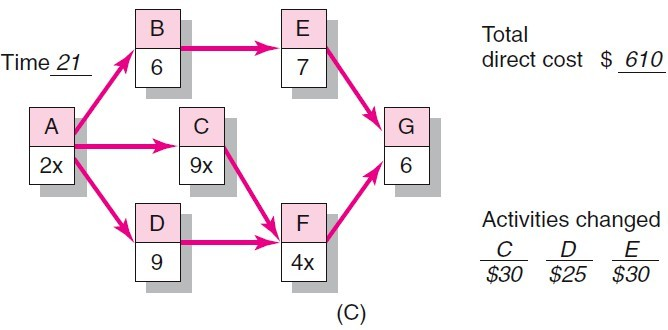 B
6
E
7
Total
direct cost $ 610
Time 21
A
2x
C
9x
G
6
D
9
F
4x
Activities changed
C D E
$30 $25 $30
(C)